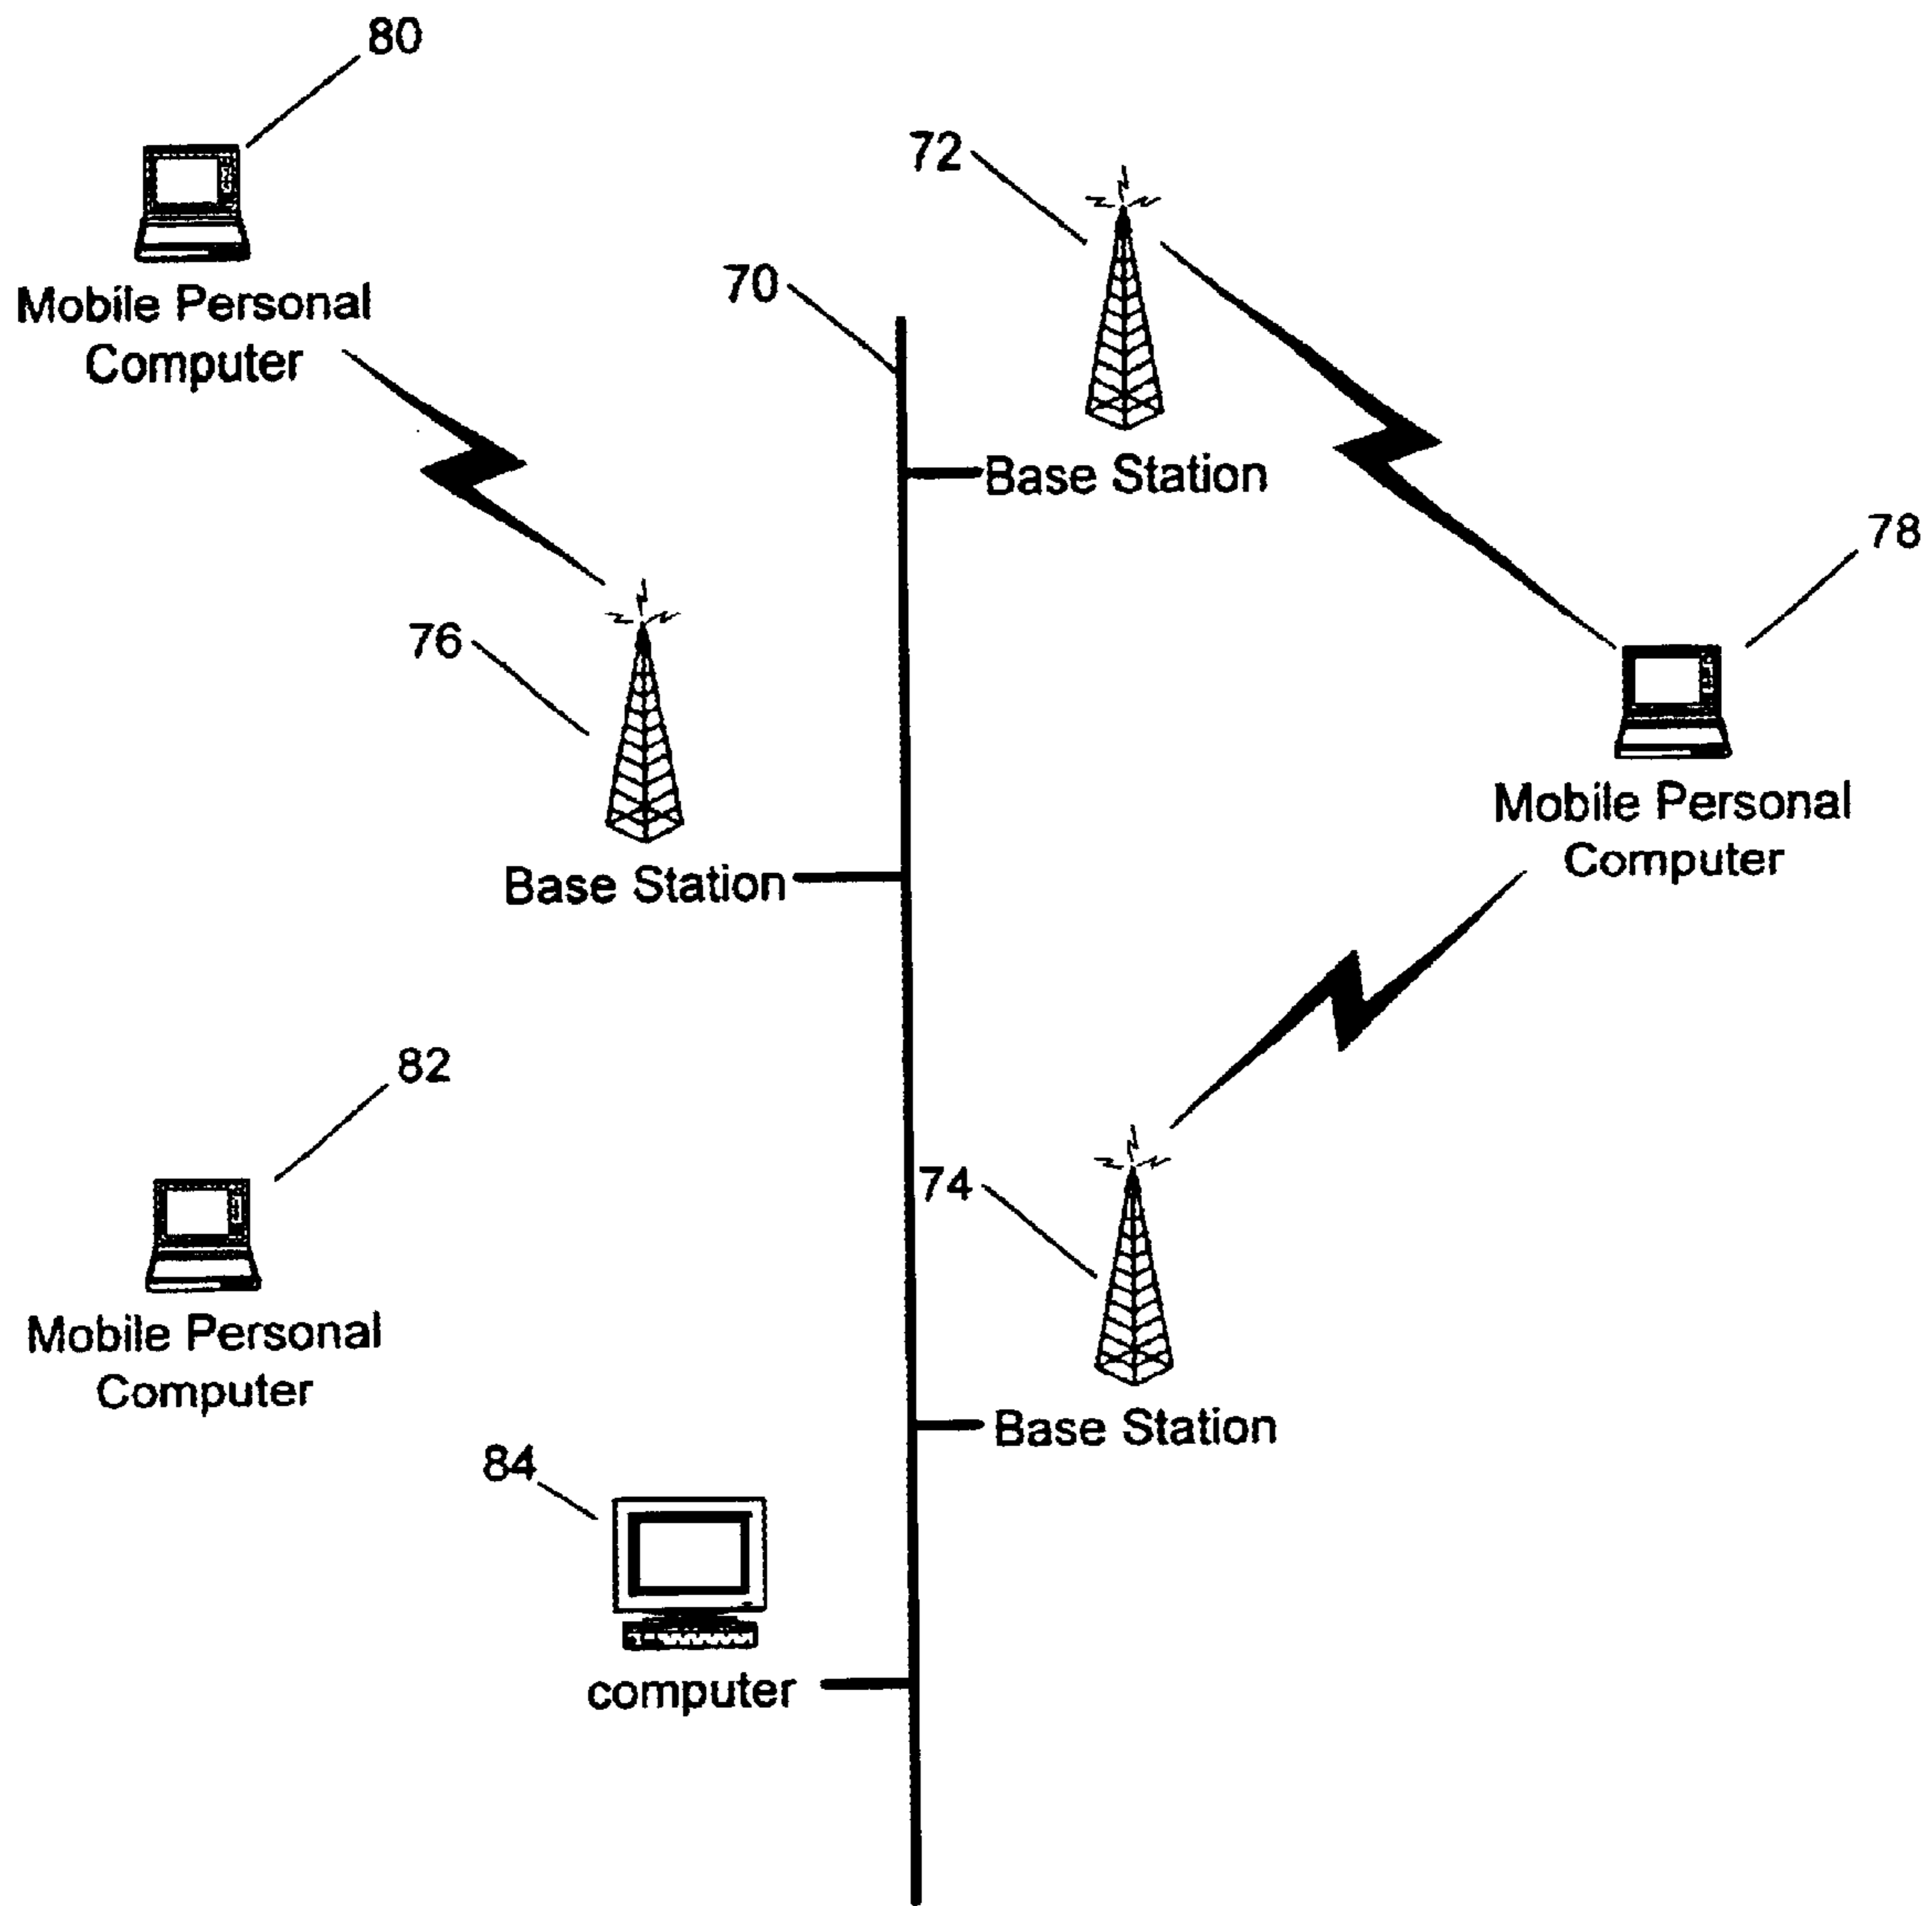 80
72
Mobile Personal
Computer
70
Base Station
78
76
Mobile Personal
Computer
Base Station
82
74
Mobile Personal
Computer
Base Station
84
computer